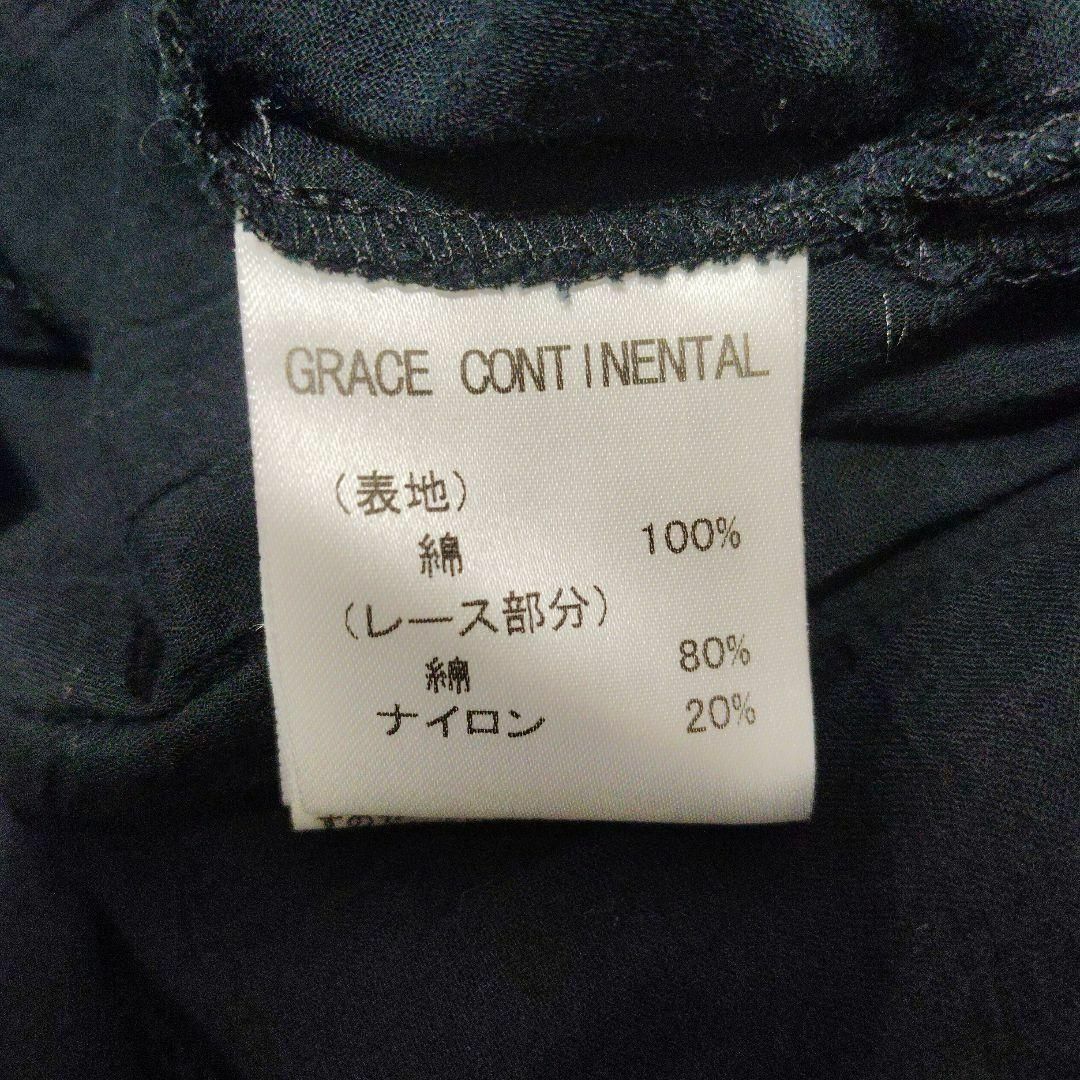 GRACE CONTINENTAL
(表地)
綿 100%
(レース部分)
綿 80%
ナイロン 20%